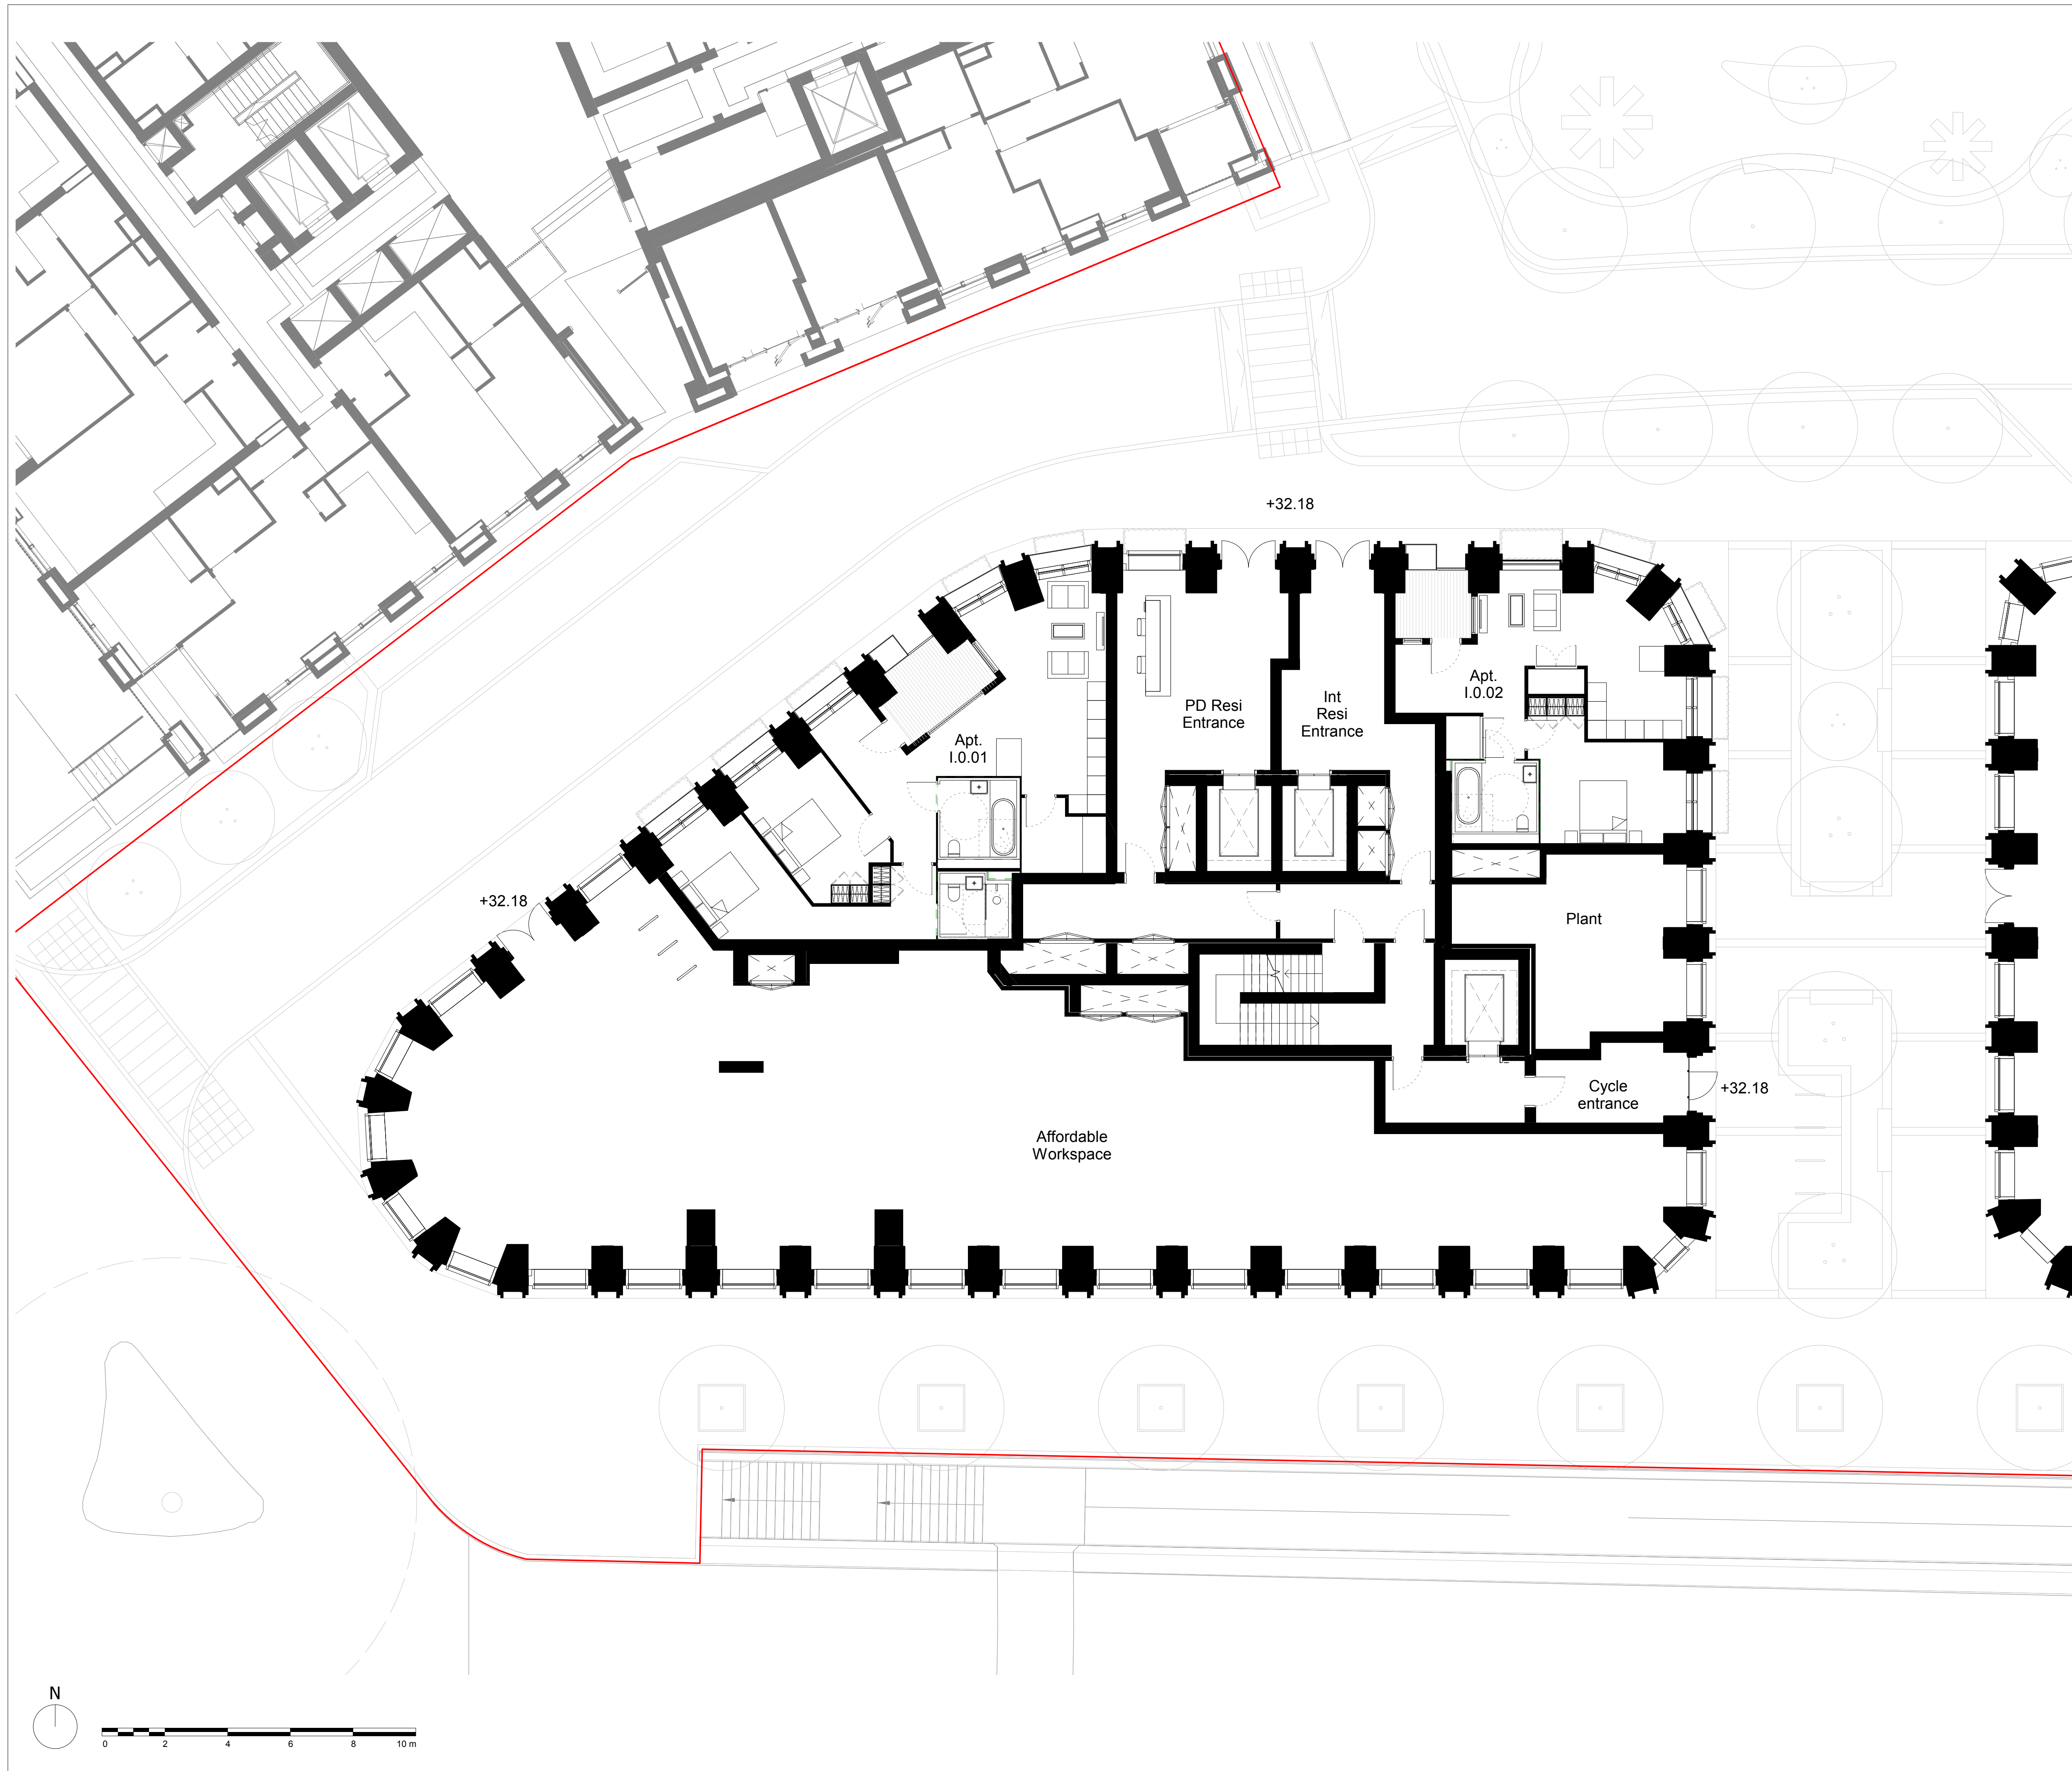 +32.18
PD Resi
Entrance
Int
Resi
Entrance
Apt.
I.0.02
Apt.
I.0.01
+32.18
Plant
Cycle
entrance
+32.18
Affordable
Workspace
N
0 2 4 6 8 10 m